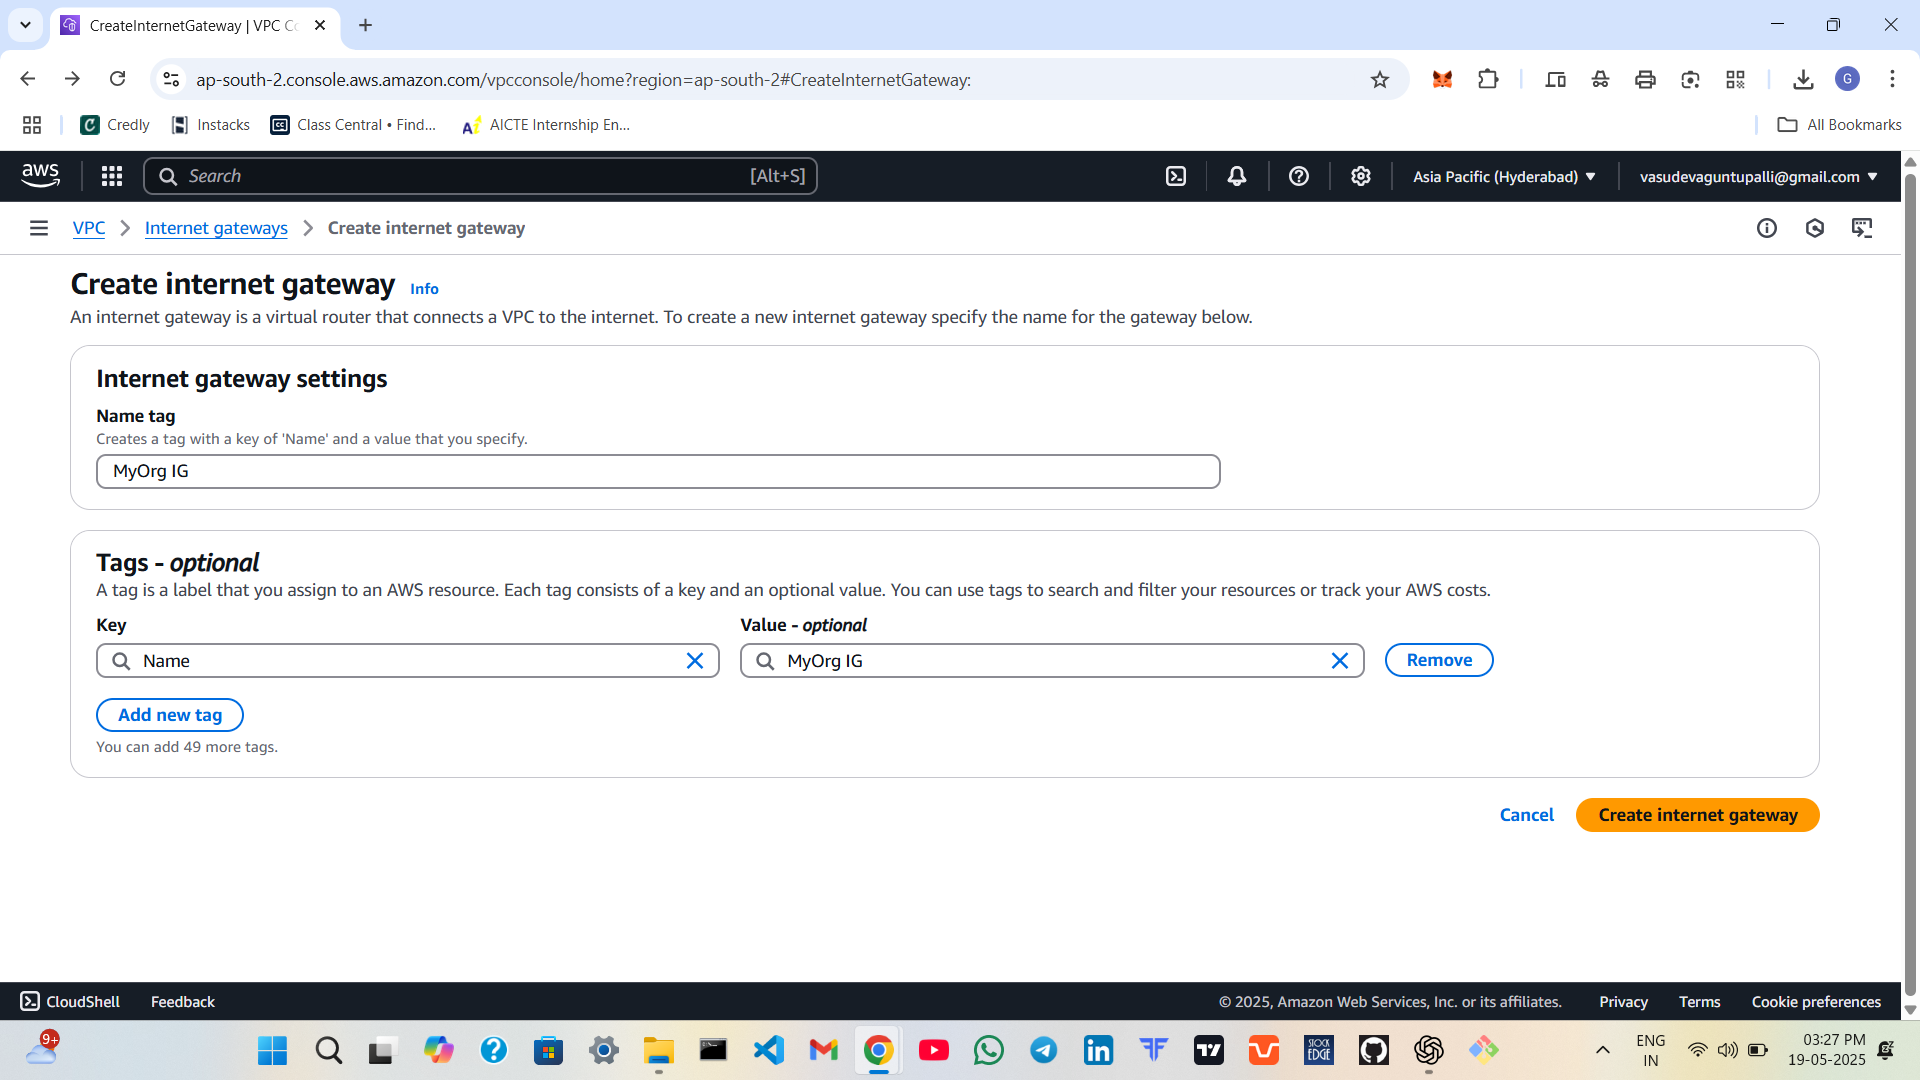 CreateInternetGateway | VPC Co
ap-south-2.console.aws.amazon.com/vpcconsole/home?region=ap-south-2#CreateInternetGateway:
G
Credly
Instacks
Class Central • Find...
AICTE Internship En...
All Bookmarks
aws
Search
[Alt+S]
Asia Pacific (Hyderabad)
vasudevaguntupalli@gmail.com
VPC
Internet gateways
Create internet gateway
Create internet gateway Info
An internet gateway is a virtual router that connects a VPC to the internet. To create a new internet gateway specify the name for the gateway below.
Internet gateway settings
Name tag
Creates a tag with a key of 'Name' and a value that you specify.
MyOrg IG
Tags - optional
A tag is a label that you assign to an AWS resource. Each tag consists of a key and an optional value. You can use tags to search and filter your resources or track your AWS costs.
Key
Value - optional
Name
MyOrg IG
Remove
Add new tag
You can add 49 more tags.
Cancel
Create internet gateway
CloudShell
Feedback
© 2025, Amazon Web Services, Inc. or its affiliates.
Privacy
Terms
Cookie preferences
9+
STOCK
EDGE
ENG
IN
03:27 PM
19-05-2025